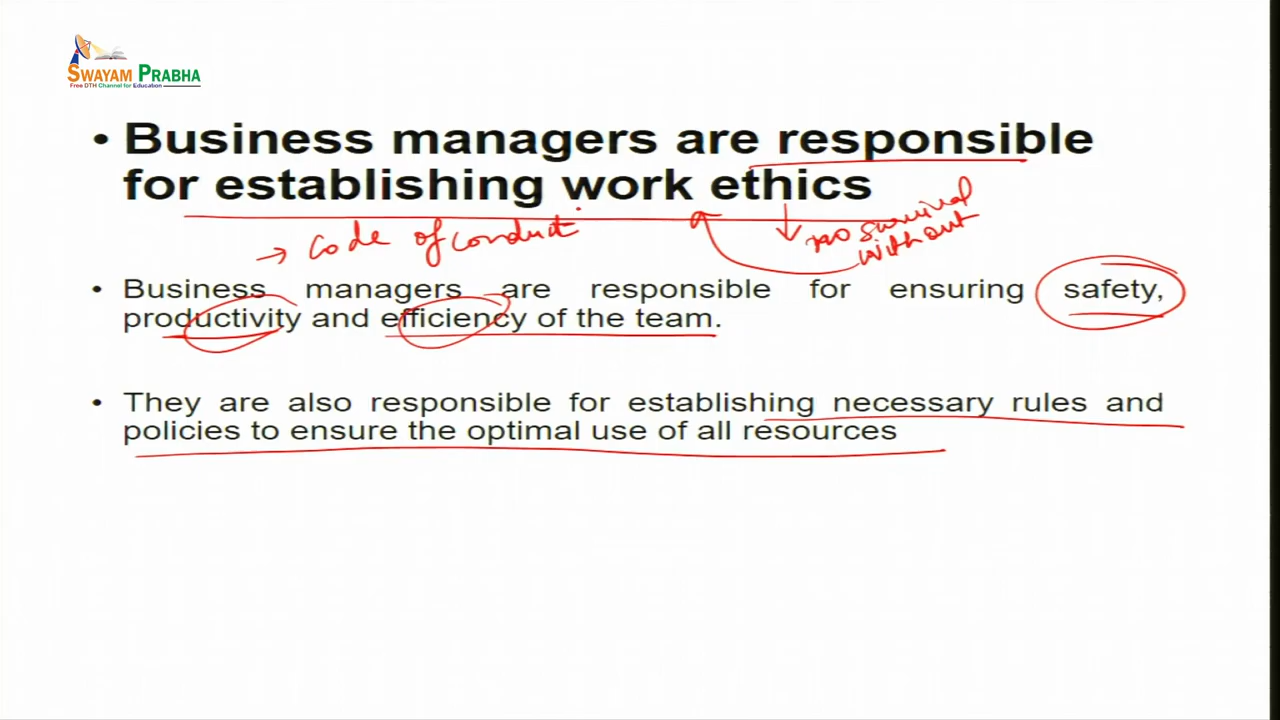 SWAYAM PRABHA
Free DTH Channel for Education
• Business managers are responsible
for establishing work ethics
→ Code of conduct
no survival
without
• Business managers are responsible for ensuring safety,
productivity and efficiency of the team.
• They are also responsible for establishing necessary rules and
policies to ensure the optimal use of all resources